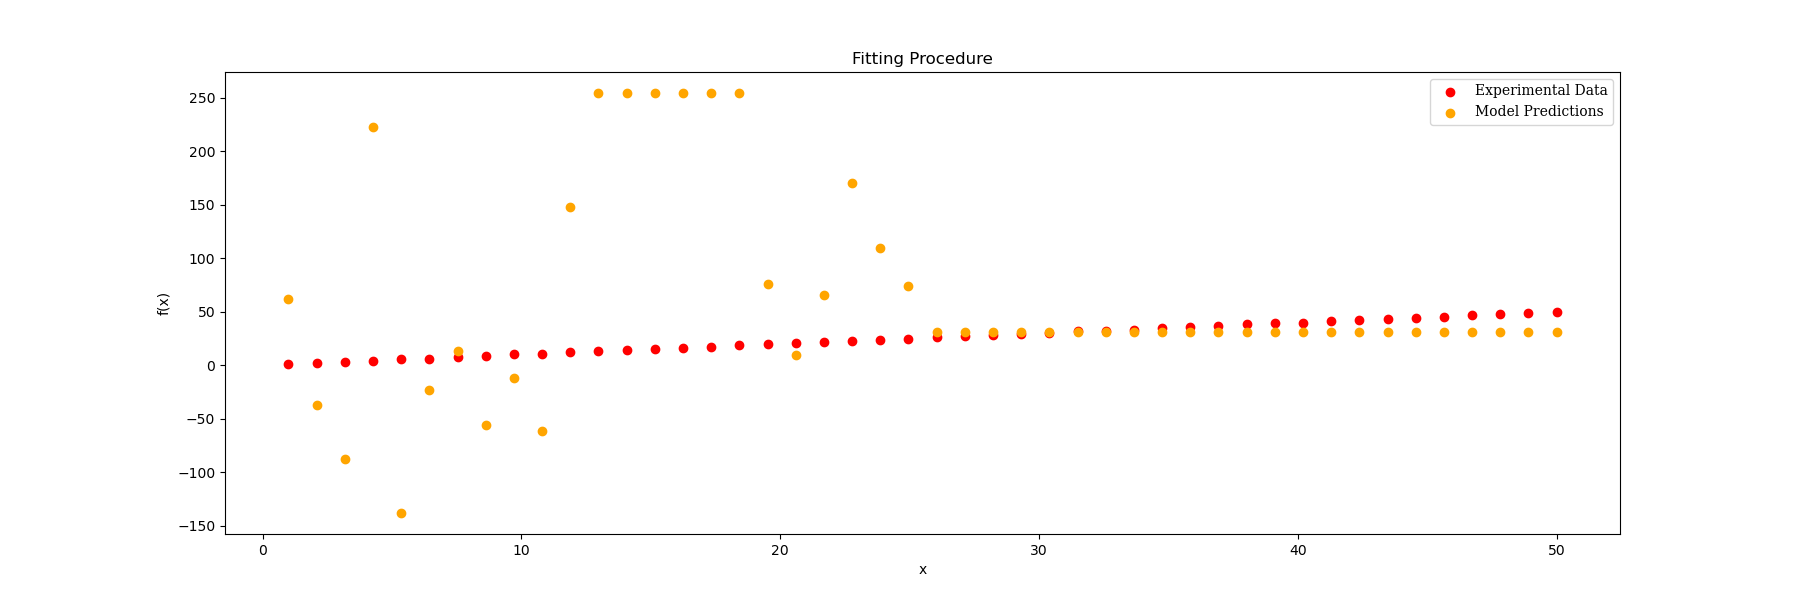 Fitting Procedure
Experimental Data
Model Predictions
f(x)
250
200
150
100
50
0
−50
−100
−150
0 10 20 30 40 50
x